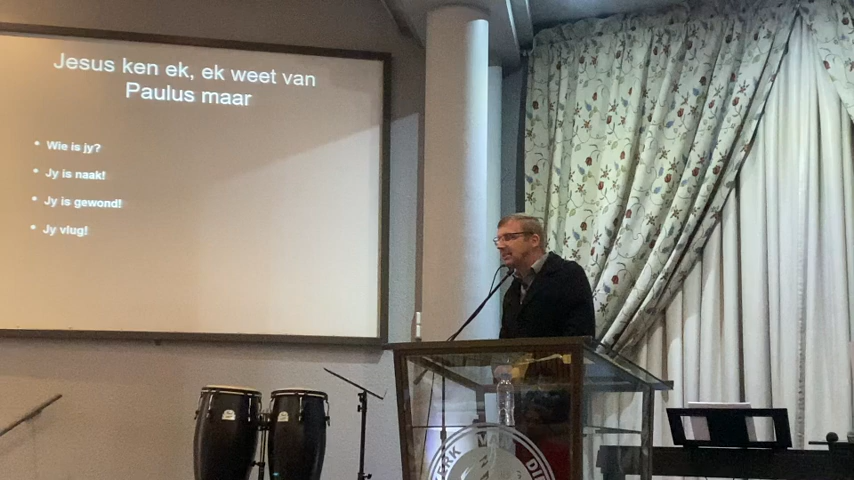 Jesus ken ek, ek weet van
Paulus maar
• Wie is jy?
• Jy is naak!
• Jy is gewond!
• Jy vlug!